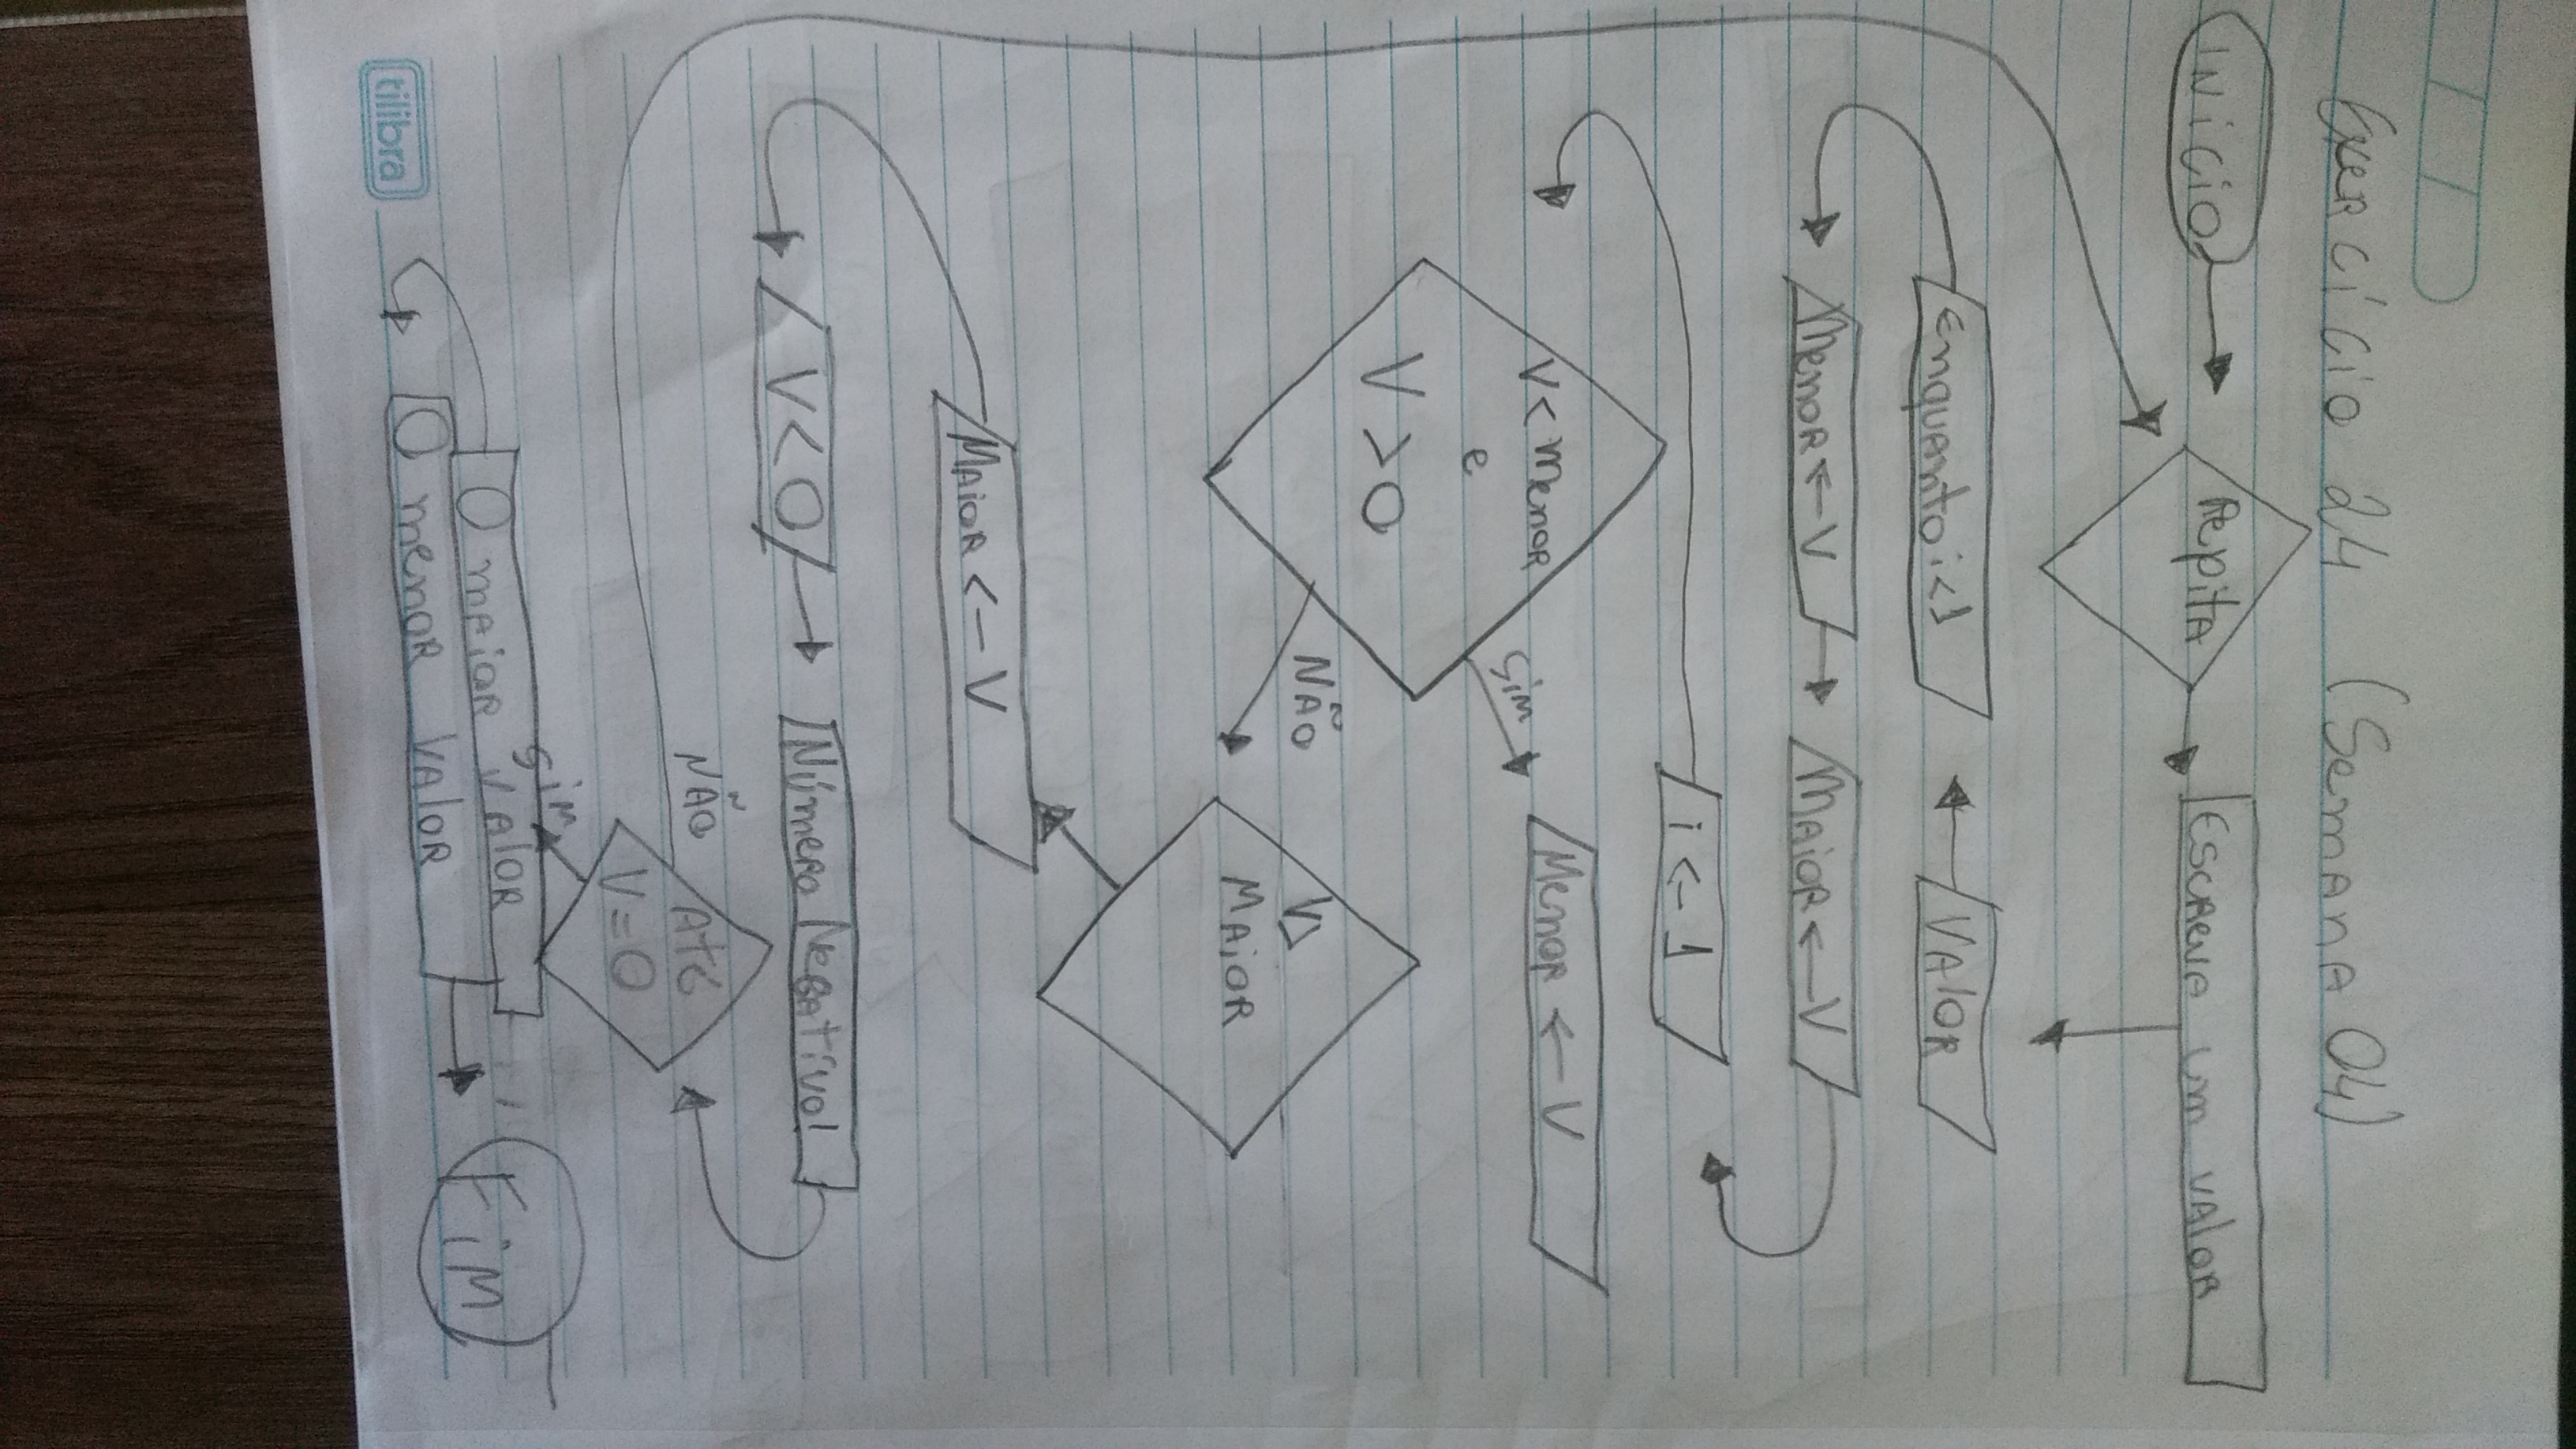 Exercício 24 (Semana 04)
INÍCIO
Repita
Escreva um valor
Enquanto i<1
Valor
Menor <- V
Maior <- V
i <- 1
V < menor
e
V > 0
Sim
Menor <- V
Não
V>
Maior
Maior <- V
V < 0
Número Negativo!
Não
Até
V = 0
Sim
O maior valor
O menor valor
Fim
tilibra